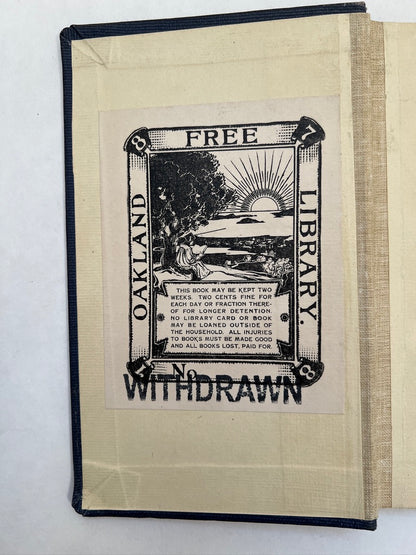 FREE
OAKLAND
LIBRARY.
8
7
THIS BOOK MAY BE KEPT TWO
WEEKS. TWO CENTS FINE FOR
EACH DAY OR FRACTION THERE-
OF FOR LONGER DETENTION.
NO LIBRARY CARD OR BOOK
MAY BE LOANED OUTSIDE OF
THE HOUSEHOLD. ALL INJURIES
TO BOOKS MUST BE MADE GOOD
AND ALL BOOKS LOST, PAID FOR.
1
8
No.
WITHDRAWN